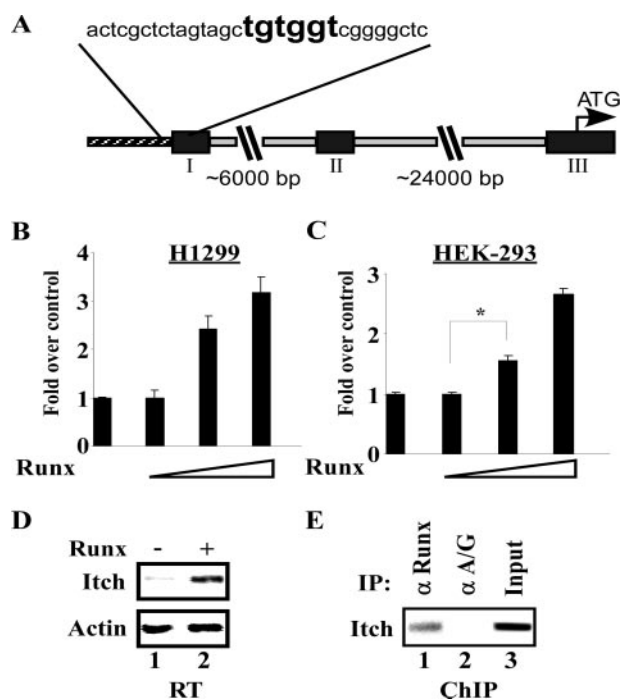 A
actcgctctagtagctgtggtcggggctc
ATG
I
II
III
~6000 bp
~24000 bp
B
H1299
Fold over control
4
3
2
1
0
Runx
C
HEK-293
Fold over control
3
2
1
0
*
Runx
D
Runx - +
Itch
Actin
1 2
RT
E
IP: α Runx α A/G Input
Itch
1 2 3
ChIP